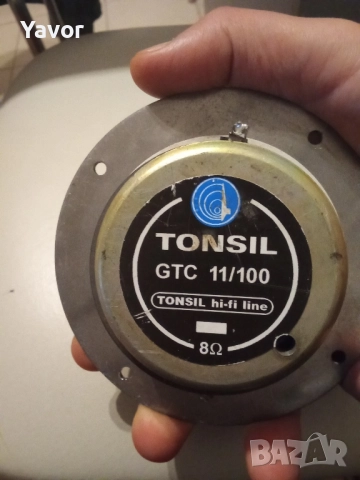 Yavor
TONSIL
GTC 11/100
TONSIL hi-fi line
8Ω
BAZAR